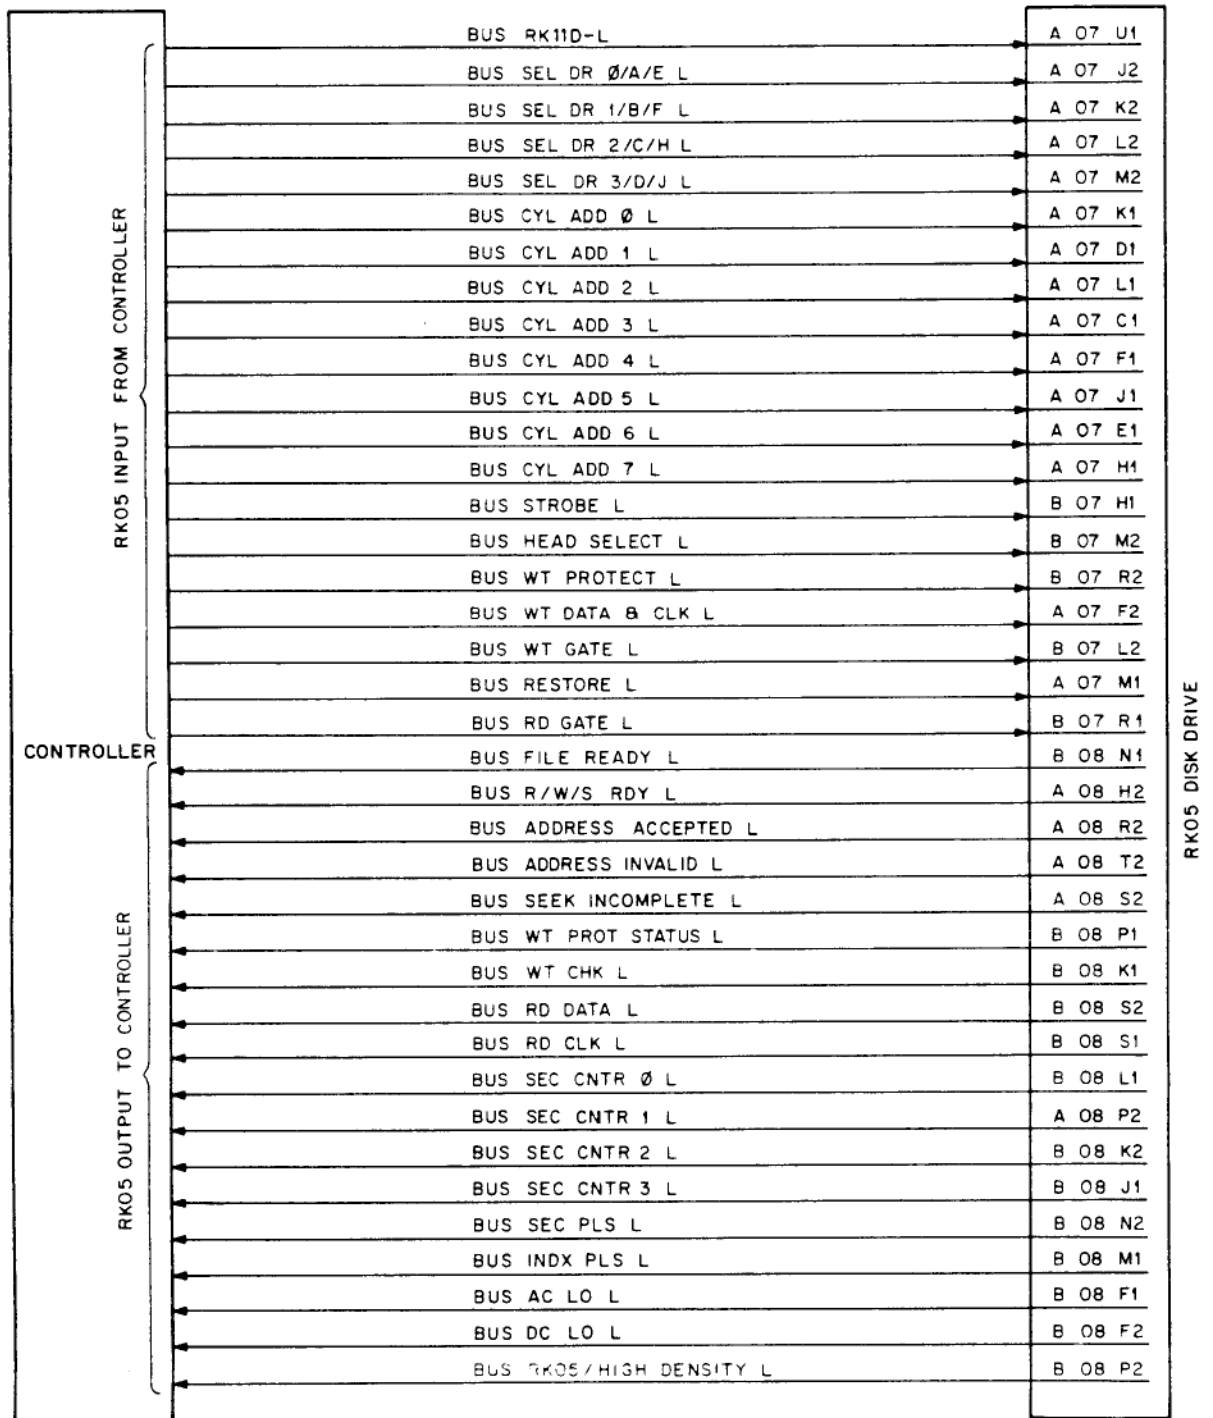 BUS RK11D-L A 07 U1
BUS SEL DR Ø/A/E L A 07 J2
BUS SEL DR 1/B/F L A 07 K2
BUS SEL DR 2/C/H L A 07 L2
BUS SEL DR 3/D/J L A 07 M2
BUS CYL ADD Ø L A 07 K1
BUS CYL ADD 1 L A 07 D1
BUS CYL ADD 2 L A 07 L1
BUS CYL ADD 3 L A 07 C1
BUS CYL ADD 4 L A 07 F1
BUS CYL ADD 5 L A 07 J1
BUS CYL ADD 6 L A 07 E1
BUS CYL ADD 7 L A 07 H1
BUS STROBE L B 07 H1
BUS HEAD SELECT L B 07 M2
BUS WT PROTECT L B 07 R2
BUS WT DATA & CLK L A 07 F2
BUS WT GATE L B 07 L2
BUS RESTORE L A 07 M1
BUS RD GATE L B 07 R1
RK05 INPUT FROM CONTROLLER
CONTROLLER
RK05 DISK DRIVE
BUS FILE READY L B 08 N1
BUS R/W/S RDY L A 08 H2
BUS ADDRESS ACCEPTED L A 08 R2
BUS ADDRESS INVALID L A 08 T2
BUS SEEK INCOMPLETE L A 08 S2
BUS WT PROT STATUS L B 08 P1
BUS WT CHK L B 08 K1
BUS RD DATA L B 08 S2
BUS RD CLK L B 08 S1
BUS SEC CNTR Ø L B 08 L1
BUS SEC CNTR 1 L A 08 P2
BUS SEC CNTR 2 L B 08 K2
BUS SEC CNTR 3 L B 08 J1
BUS SEC PLS L B 08 N2
BUS INDX PLS L B 08 M1
BUS AC LO L B 08 F1
BUS DC LO L B 08 F2
BUS RK05/HIGH DENSITY L B 08 P2
RK05 OUTPUT TO CONTROLLER